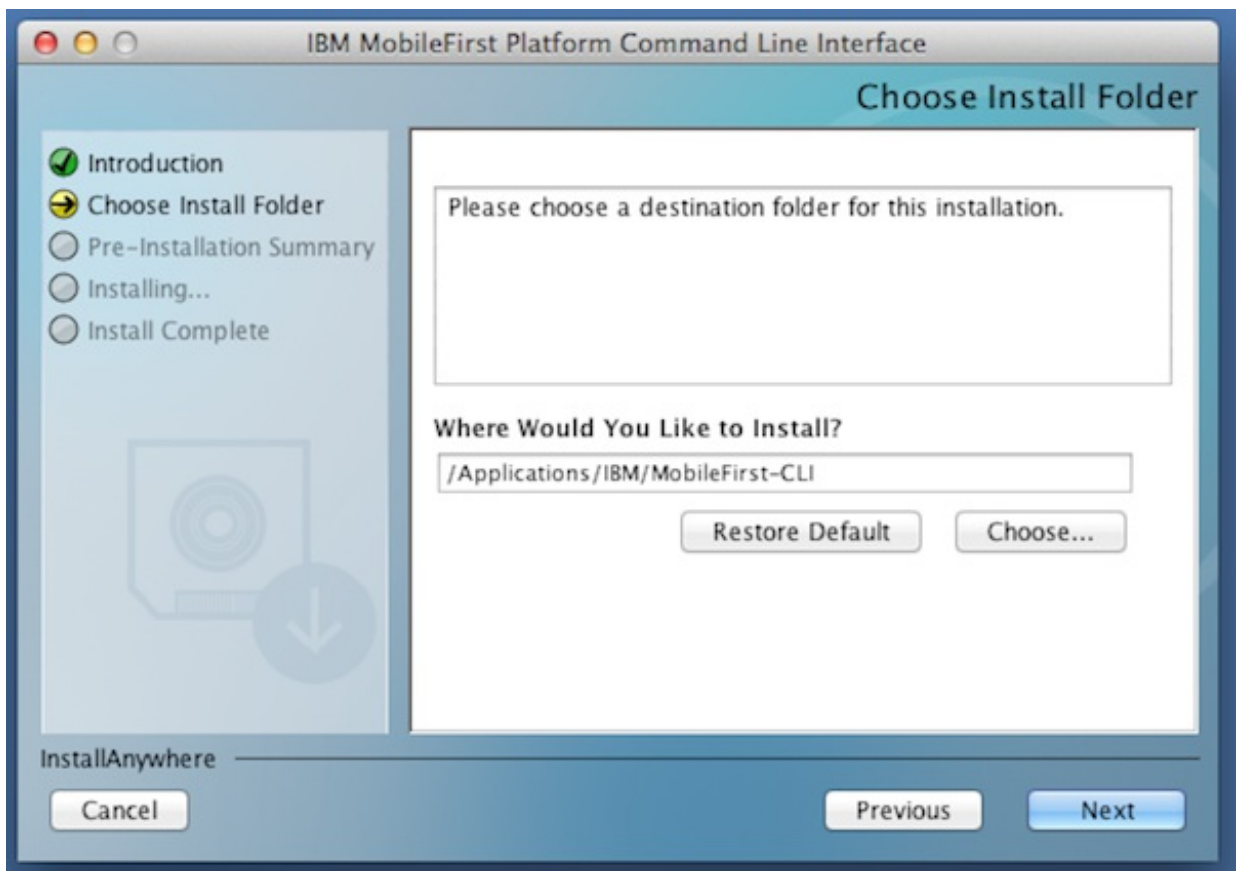 IBM MobileFirst Platform Command Line Interface
Choose Install Folder
Introduction
Choose Install Folder
Pre-Installation Summary
Installing...
Install Complete
Please choose a destination folder for this installation.
Where Would You Like to Install?
/Applications/IBM/MobileFirst-CLI
Restore Default
Choose...
InstallAnywhere
Cancel
Previous
Next